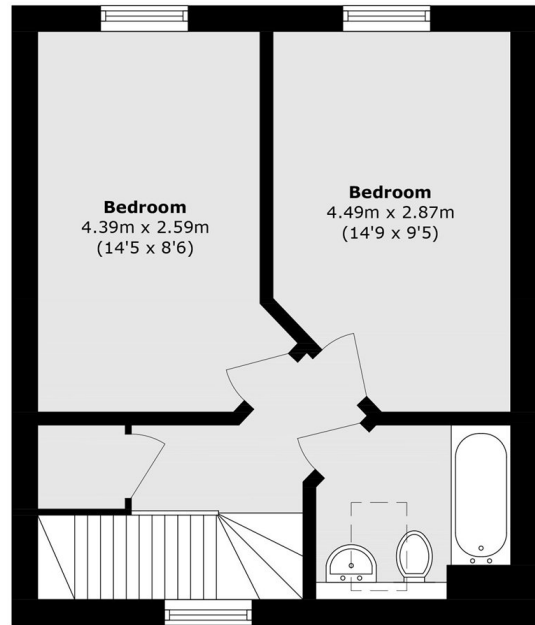 Bedroom
4.39m x 2.59m
(14'5 x 8'6)
Bedroom
4.49m x 2.87m
(14'9 x 9'5)